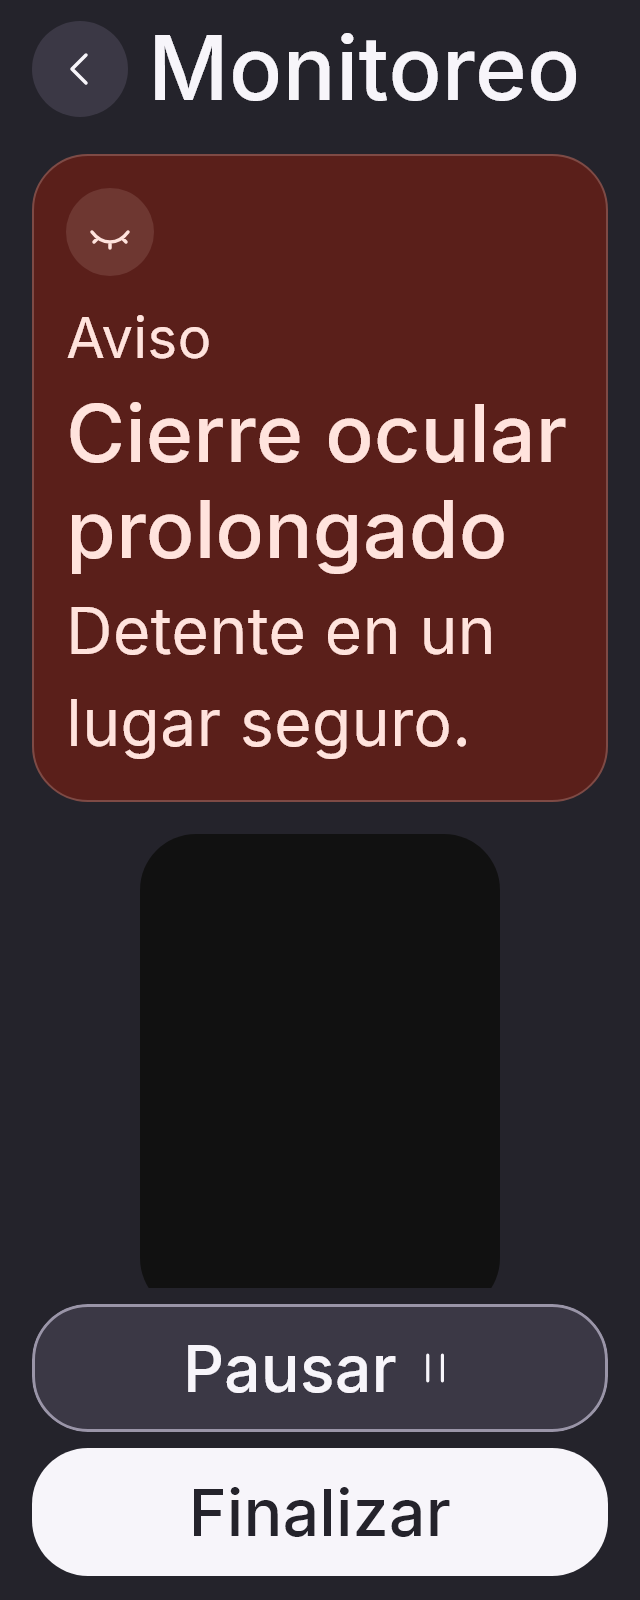 Monitoreo
Aviso
Cierre ocular
prolongado
Detente en un
lugar seguro.
Pausar
Finalizar